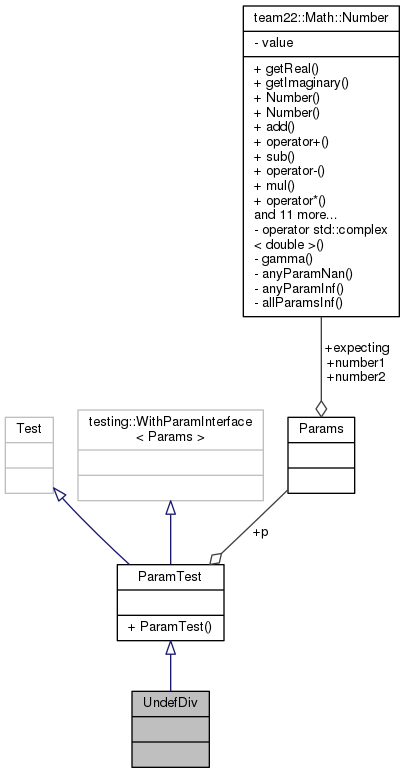 team22::Math::Number
- value
+ getReal()
+ getImaginary()
+ Number()
+ Number()
+ add()
+ operator+()
+ sub()
+ operator-()
+ mul()
+ operator*()
and 11 more...
- operator std::complex
< double >()
- gamma()
- anyParamNan()
- anyParamInf()
- allParamsInf()
+expecting
+number1
+number2
Test
testing::WithParamInterface
< Params >
Params
+p
ParamTest
+ ParamTest()
UndefDiv